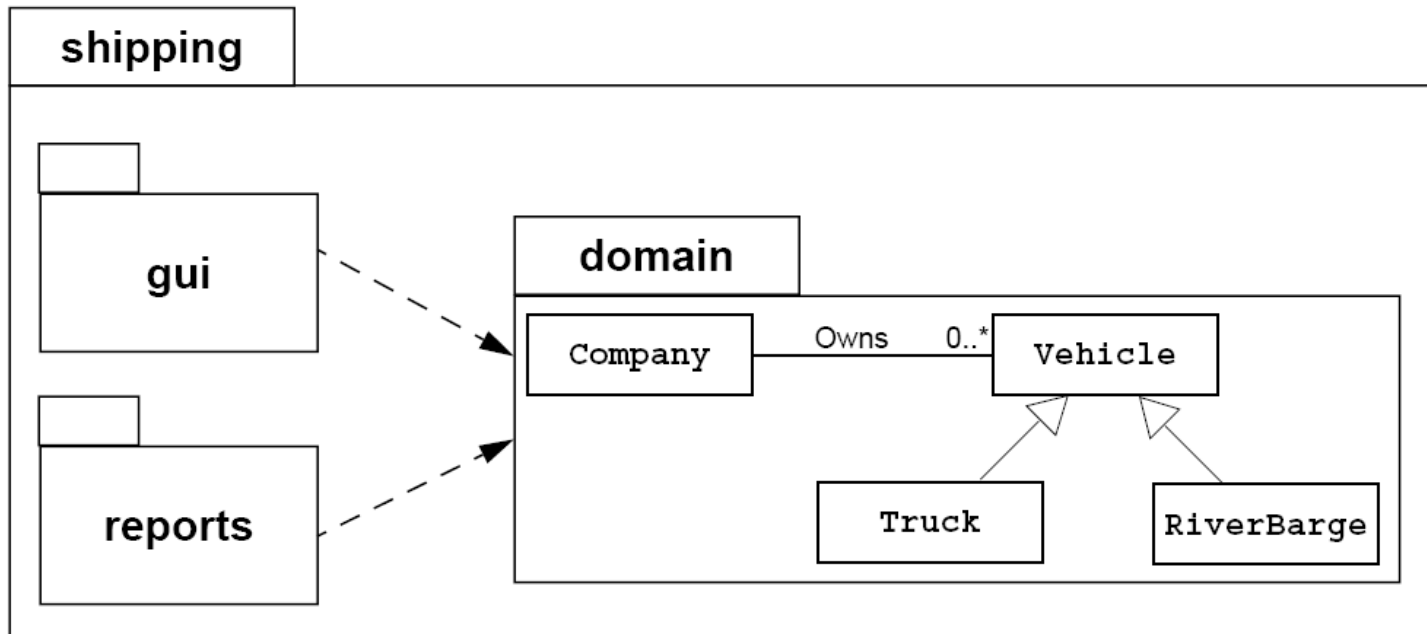 shipping
gui
reports
domain
Company
Owns
0..*
Vehicle
Truck
RiverBarge